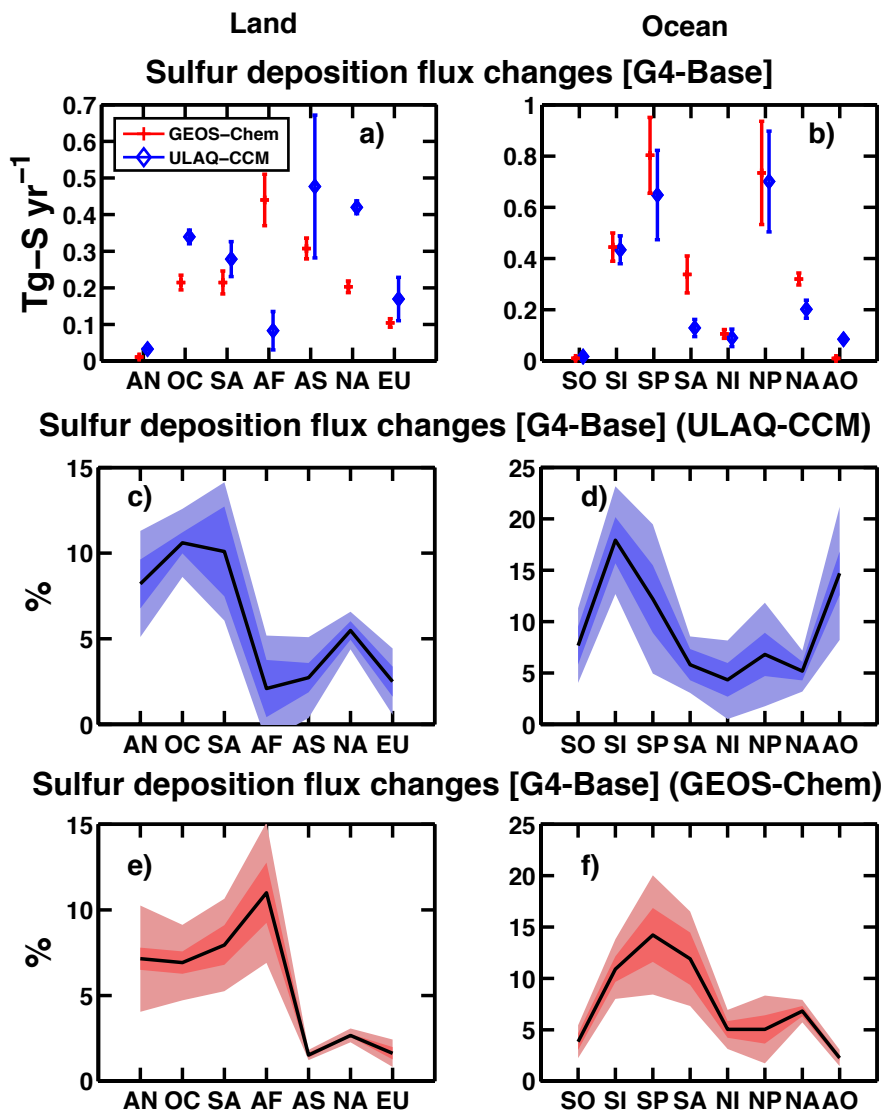 Land
Ocean
Sulfur deposition flux changes [G4-Base]
0.7
0.6
0.5
0.4
0.3
0.2
0.1
0
Tg−S yr−1
GEOS−Chem
ULAQ−CCM
a)
AN OC SA AF AS NA EU
1
0.8
0.6
0.4
0.2
0
b)
SO SI SP SA NI NP NA AO
Sulfur deposition flux changes [G4-Base] (ULAQ-CCM)
15
10
5
0
%
c)
AN OC SA AF AS NA EU
25
20
15
10
5
0
d)
SO SI SP SA NI NP NA AO
Sulfur deposition flux changes [G4-Base] (GEOS-Chem)
15
10
5
0
%
e)
AN OC SA AF AS NA EU
25
20
15
10
5
0
f)
SO SI SP SA NI NP NA AO